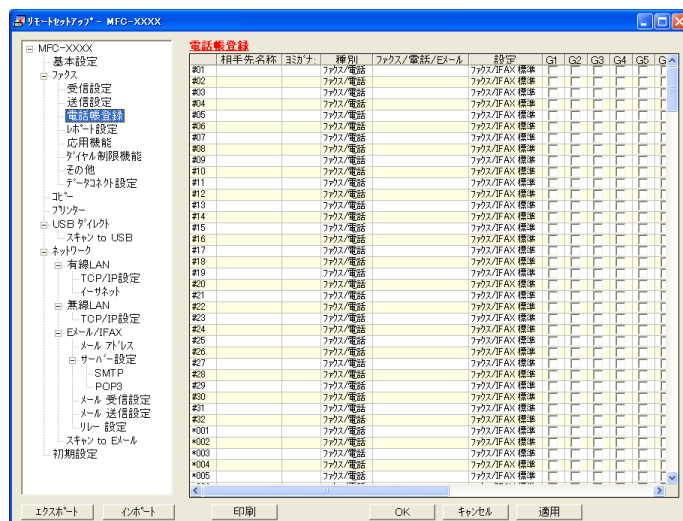 ﾘﾓｰﾄｾｯﾄｱｯﾌﾟ - MFC-XXXX
MFC-XXXX
基本設定
ﾌｧｸｽ
受信設定
送信設定
電話帳登録
ﾚﾎﾟｰﾄ設定
応用機能
ﾀﾞｲﾔﾙ制限機能
その他
ﾃﾞｰﾀｺﾈｸﾄ設定
ｺﾋﾟｰ
ﾌﾟﾘﾝﾀｰ
USB ﾀﾞｲﾚｸﾄ
ｽｷｬﾝ to USB
ﾈｯﾄﾜｰｸ
有線LAN
TCP/IP設定
ｲｰｻﾈｯﾄ
無線LAN
TCP/IP設定
Eﾒｰﾙ/IFAX
ﾒｰﾙ ｱﾄﾞﾚｽ
ｻｰﾊﾞｰ設定
SMTP
POP3
ﾒｰﾙ 受信設定
ﾒｰﾙ 送信設定
ﾘﾚｰ 設定
ｽｷｬﾝ to Eﾒｰﾙ
初期設定
電話帳登録
相手先名称 ﾖﾐｶﾞﾅ: 種別 ﾌｧｯｸｽ/電話/Eﾒｰﾙ 設定 G1 G2 G3 G4 G5 G
#01 ﾌｧｸｽ/電話 ﾌｧｸｽ/IFAX 標準
#02 ﾌｧｸｽ/電話 ﾌｧｸｽ/IFAX 標準
#03 ﾌｧｸｽ/電話 ﾌｧｸｽ/IFAX 標準
#04 ﾌｧｸｽ/電話 ﾌｧｸｽ/IFAX 標準
#05 ﾌｧｸｽ/電話 ﾌｧｸｽ/IFAX 標準
#06 ﾌｧｸｽ/電話 ﾌｧｸｽ/IFAX 標準
#07 ﾌｧｸｽ/電話 ﾌｧｸｽ/IFAX 標準
#08 ﾌｧｸｽ/電話 ﾌｧｸｽ/IFAX 標準
#09 ﾌｧｸｽ/電話 ﾌｧｸｽ/IFAX 標準
#10 ﾌｧｸｽ/電話 ﾌｧｸｽ/IFAX 標準
#11 ﾌｧｸｽ/電話 ﾌｧｸｽ/IFAX 標準
#12 ﾌｧｸｽ/電話 ﾌｧｸｽ/IFAX 標準
#13 ﾌｧｸｽ/電話 ﾌｧｸｽ/IFAX 標準
#14 ﾌｧｸｽ/電話 ﾌｧｸｽ/IFAX 標準
#15 ﾌｧｸｽ/電話 ﾌｧｸｽ/IFAX 標準
#16 ﾌｧｸｽ/電話 ﾌｧｸｽ/IFAX 標準
#17 ﾌｧｸｽ/電話 ﾌｧｸｽ/IFAX 標準
#18 ﾌｧｸｽ/電話 ﾌｧｸｽ/IFAX 標準
#19 ﾌｧｸｽ/電話 ﾌｧｸｽ/IFAX 標準
#20 ﾌｧｸｽ/電話 ﾌｧｸｽ/IFAX 標準
#21 ﾌｧｸｽ/電話 ﾌｧｸｽ/IFAX 標準
#22 ﾌｧｸｽ/電話 ﾌｧｸｽ/IFAX 標準
#23 ﾌｧｸｽ/電話 ﾌｧｸｽ/IFAX 標準
#24 ﾌｧｸｽ/電話 ﾌｧｸｽ/IFAX 標準
#25 ﾌｧｸｽ/電話 ﾌｧｸｽ/IFAX 標準
#26 ﾌｧｸｽ/電話 ﾌｧｸｽ/IFAX 標準
#27 ﾌｧｸｽ/電話 ﾌｧｸｽ/IFAX 標準
#28 ﾌｧｸｽ/電話 ﾌｧｸｽ/IFAX 標準
#29 ﾌｧｸｽ/電話 ﾌｧｸｽ/IFAX 標準
#30 ﾌｧｸｽ/電話 ﾌｧｸｽ/IFAX 標準
#31 ﾌｧｸｽ/電話 ﾌｧｸｽ/IFAX 標準
#32 ﾌｧｸｽ/電話 ﾌｧｸｽ/IFAX 標準
*001 ﾌｧｸｽ/電話 ﾌｧｸｽ/IFAX 標準
*002 ﾌｧｸｽ/電話 ﾌｧｸｽ/IFAX 標準
*003 ﾌｧｸｽ/電話 ﾌｧｸｽ/IFAX 標準
*004 ﾌｧｸｽ/電話 ﾌｧｸｽ/IFAX 標準
*005 ﾌｧｸｽ/電話 ﾌｧｸｽ/IFAX 標準
ｴｸｽﾎﾟｰﾄ ｲﾝﾎﾟｰﾄ 印刷 OK ｷｬﾝｾﾙ 適用